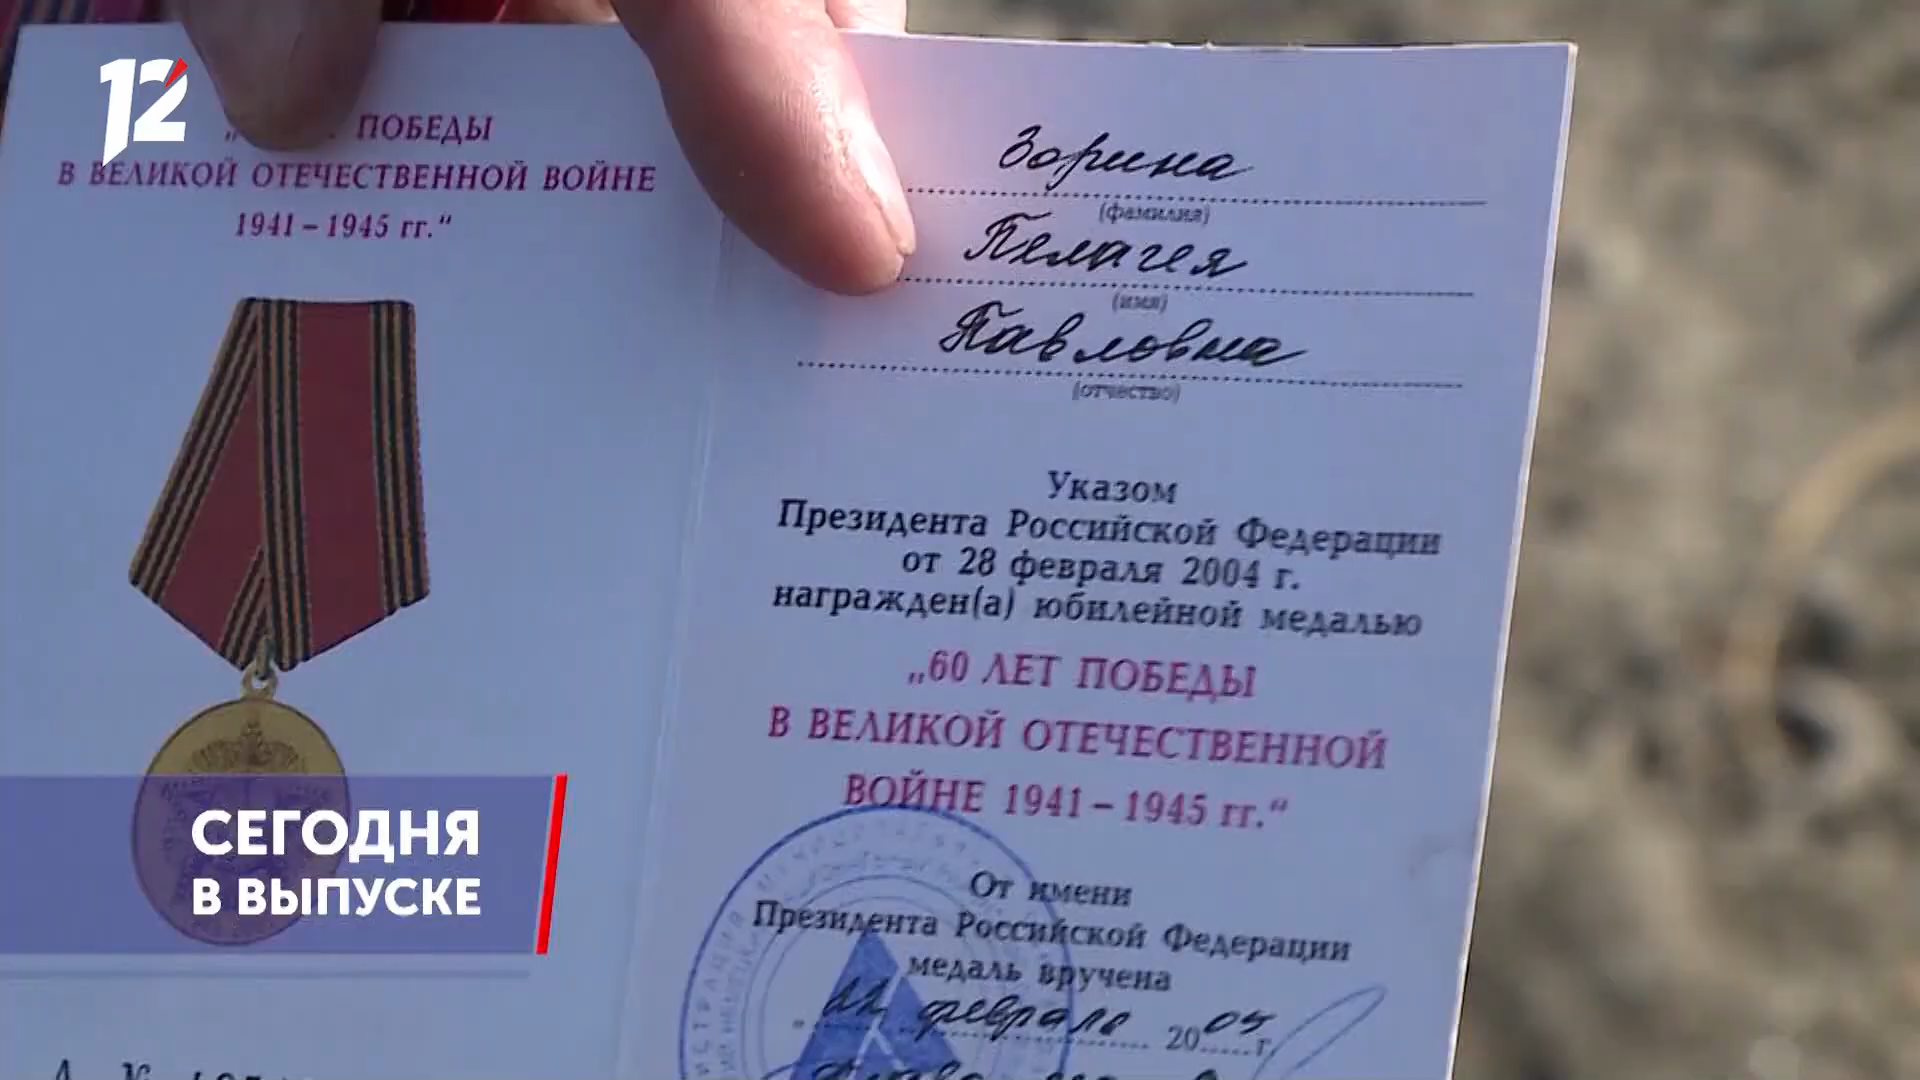 12
ПОБЕДЫ
В ВЕЛИКОЙ ОТЕЧЕСТВЕННОЙ ВОЙНЕ
1941 – 1945 гг.“
Зорина
(фамилия)
Пелагея
(имя)
Павловна
(отчество)
Указом
Президента Российской Федерации
от 28 февраля 2004 г.
награжден(а) юбилейной медалью
„60 ЛЕТ ПОБЕДЫ
В ВЕЛИКОЙ ОТЕЧЕСТВЕННОЙ
ВОЙНЕ 1941 – 1945 гг.“
От имени
Президента Российской Федерации
медаль вручена
февраля 2005 г.
СЕГОДНЯ
В ВЫПУСКЕ